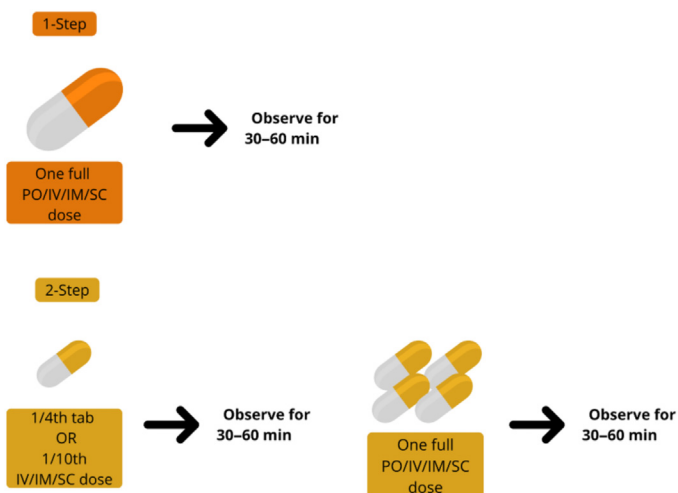 1-Step
Observe for
30–60 min
One full
PO/IV/IM/SC
dose
2-Step
1/4th tab
OR
1/10th
IV/IM/SC dose
Observe for
30–60 min
One full
PO/IV/IM/SC
dose
Observe for
30–60 min